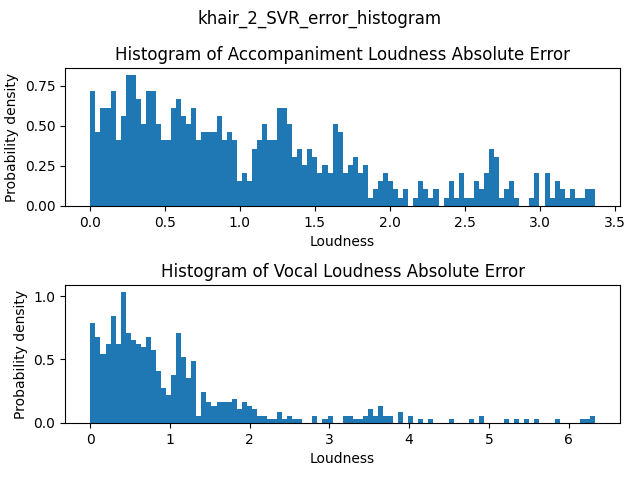 khair_2_SVR_error_histogram
Histogram of Accompaniment Loudness Absolute Error
Probability density
0.75
0.50
0.25
0.00
0.0 0.5 1.0 1.5 2.0 2.5 3.0 3.5
Loudness
Histogram of Vocal Loudness Absolute Error
Probability density
1.0
0.5
0.0
0 1 2 3 4 5 6
Loudness